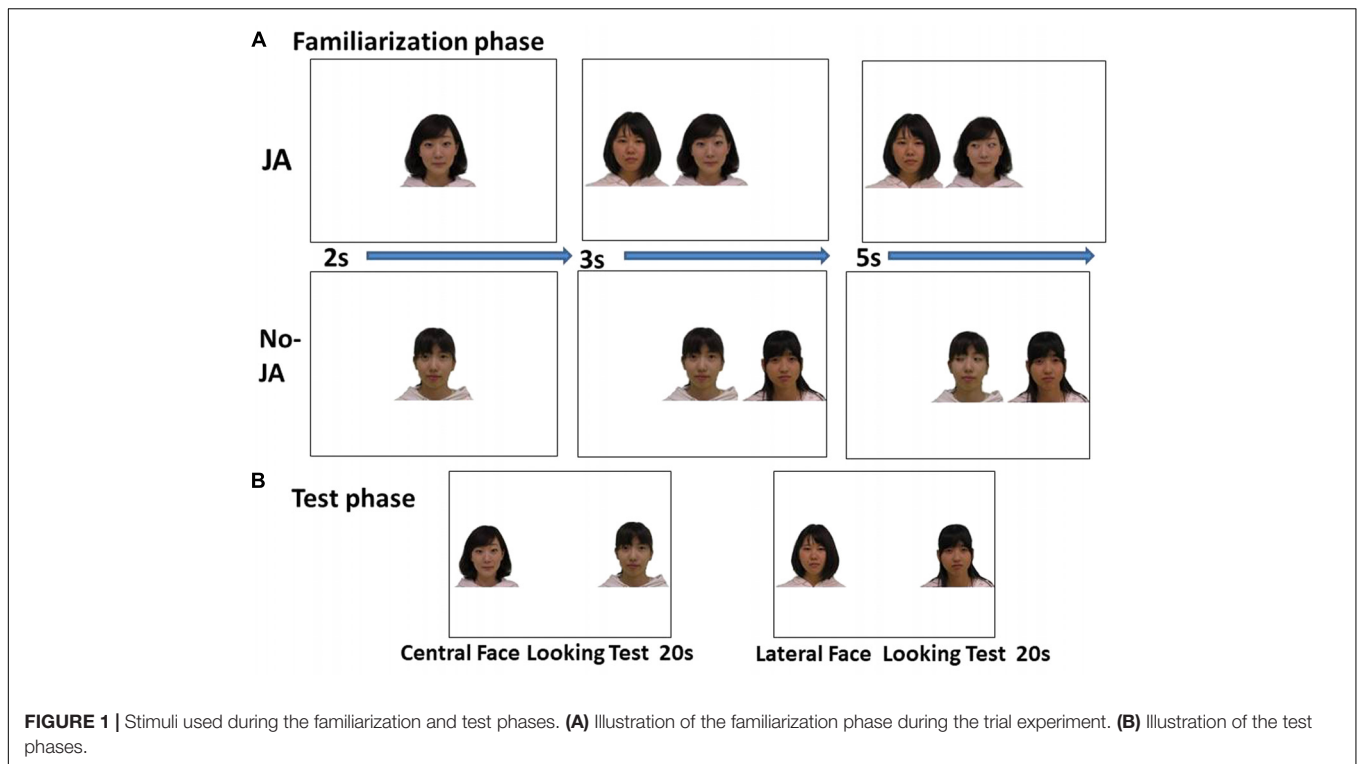 A Familiarization phase
JA
2s 3s 5s
No-
JA
B Test phase
Central Face Looking Test 20s Lateral Face Looking Test 20s
FIGURE 1 | Stimuli used during the familiarization and test phases. (A) Illustration of the familiarization phase during the trial experiment. (B) Illustration of the test
phases.